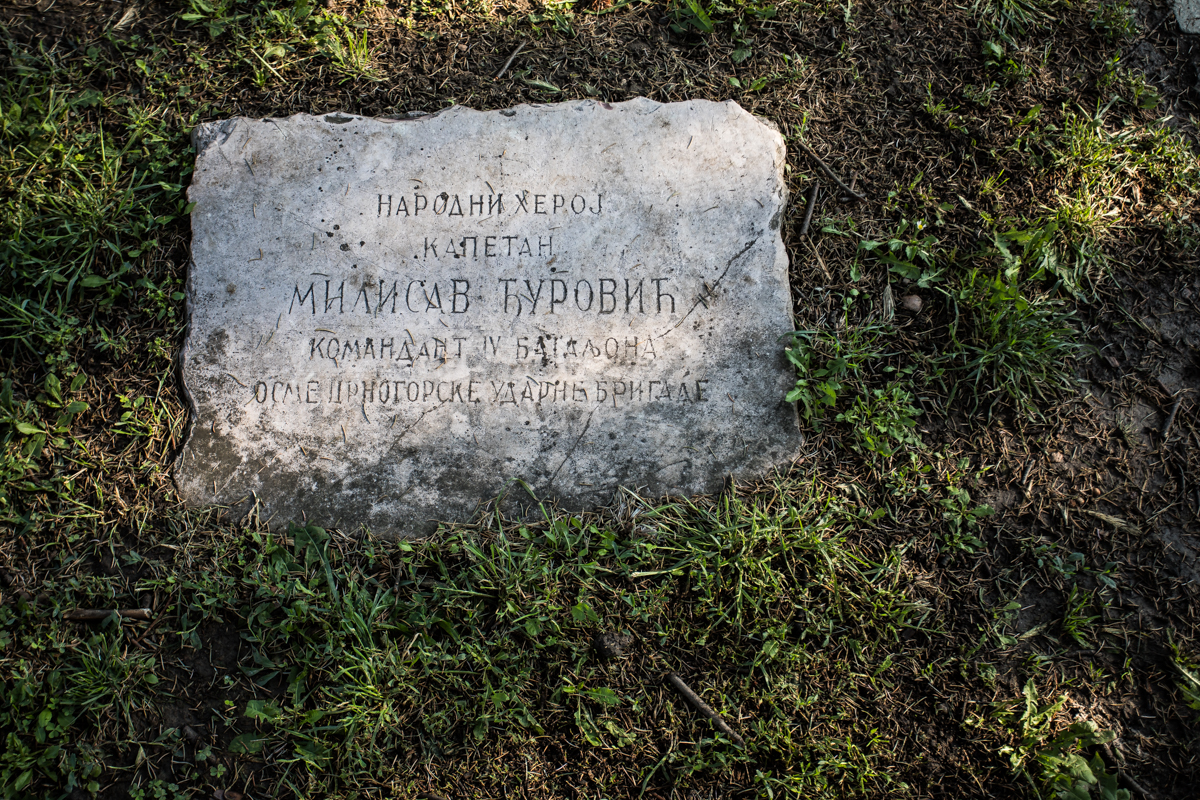 НАРОДНИ ХЕРОЈ
КАПЕТАН
МИЛИСАВ ЂУРОВИЋ
КОМАНДАНТ IV БАТАЉОНА
ОСМЕ ЦРНОГОРСКЕ УДАРНЕ БРИГАДЕ